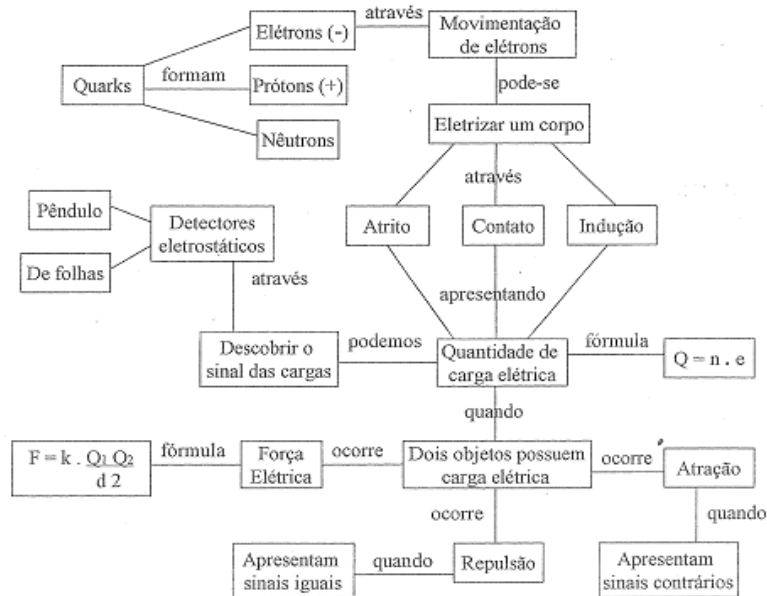 Elétrons (-)
através
Movimentação
de elétrons
Quarks
formam
Prótons (+)
pode-se
Nêutrons
Eletrizar um corpo
através
Pêndulo
Detectores
eletrostáticos
Atrito
Contato
Indução
De folhas
através
apresentando
Descobrir o
sinal das cargas
podemos
Quantidade de
carga elétrica
fórmula
Q = n . e
quando
F = k . Q1 Q2
d 2
fórmula
Força
Elétrica
ocorre
Dois objetos possuem
carga elétrica
ocorre
Atração
ocorre
quando
Apresentam
sinais iguais
quando
Repulsão
Apresentam
sinais contrários